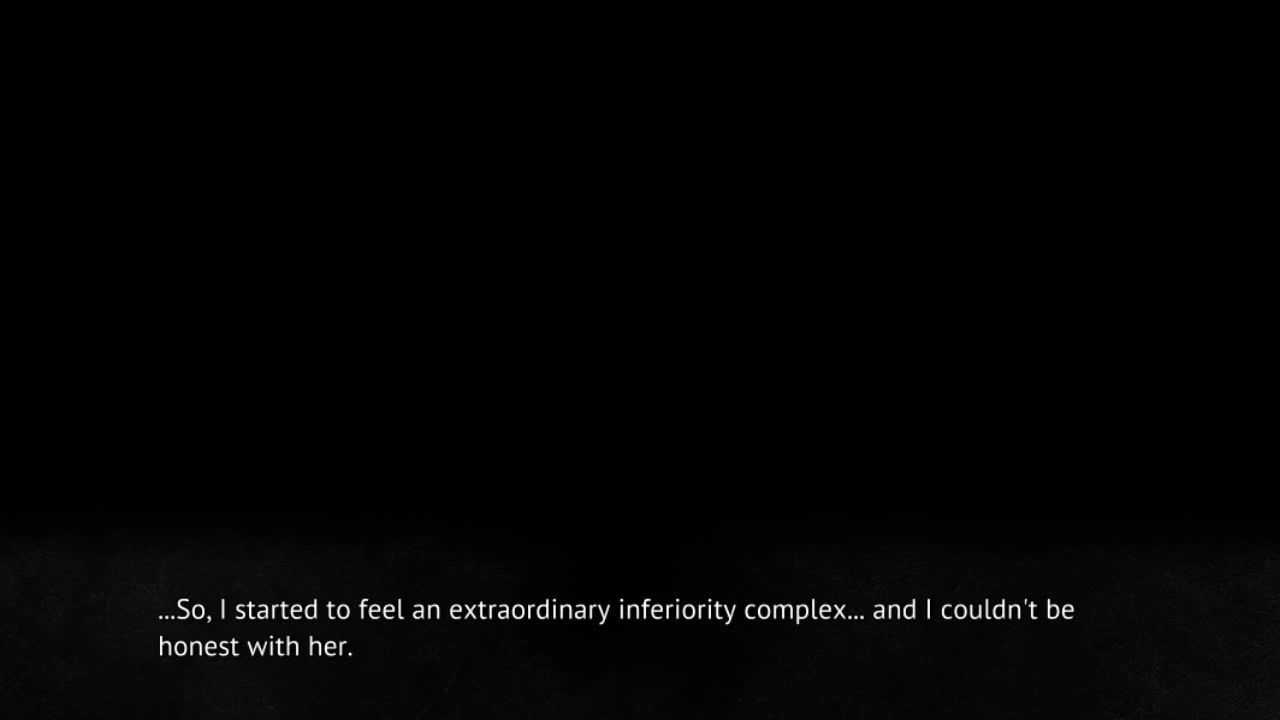 ...So, I started to feel an extraordinary inferiority complex... and I couldn't be
honest with her.